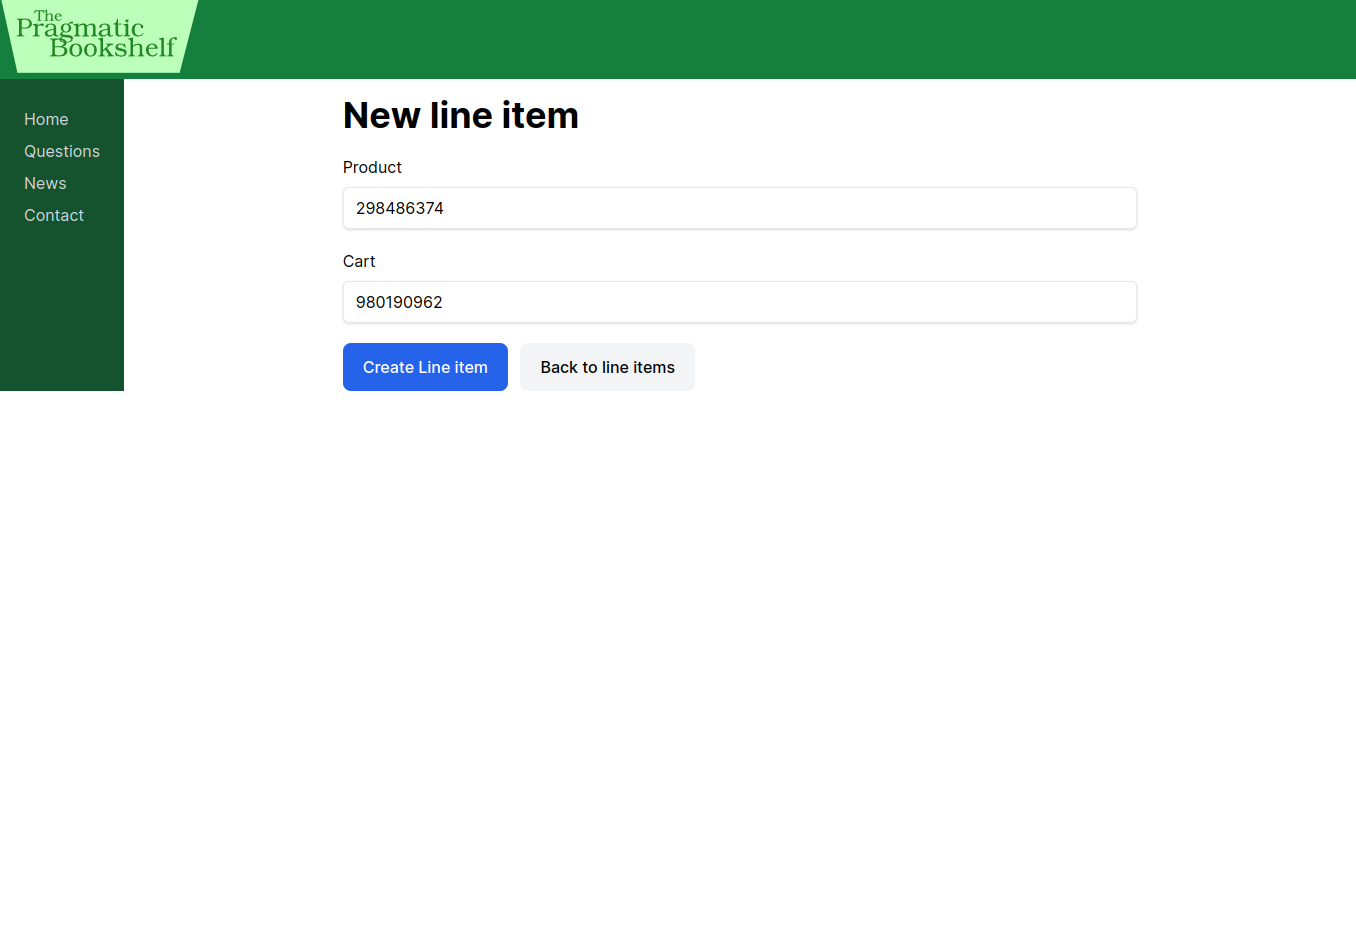 The
Pragmatic
Bookshelf
Home
Questions
News
Contact
New line item
Product
298486374
Cart
980190962
Create Line item
Back to line items